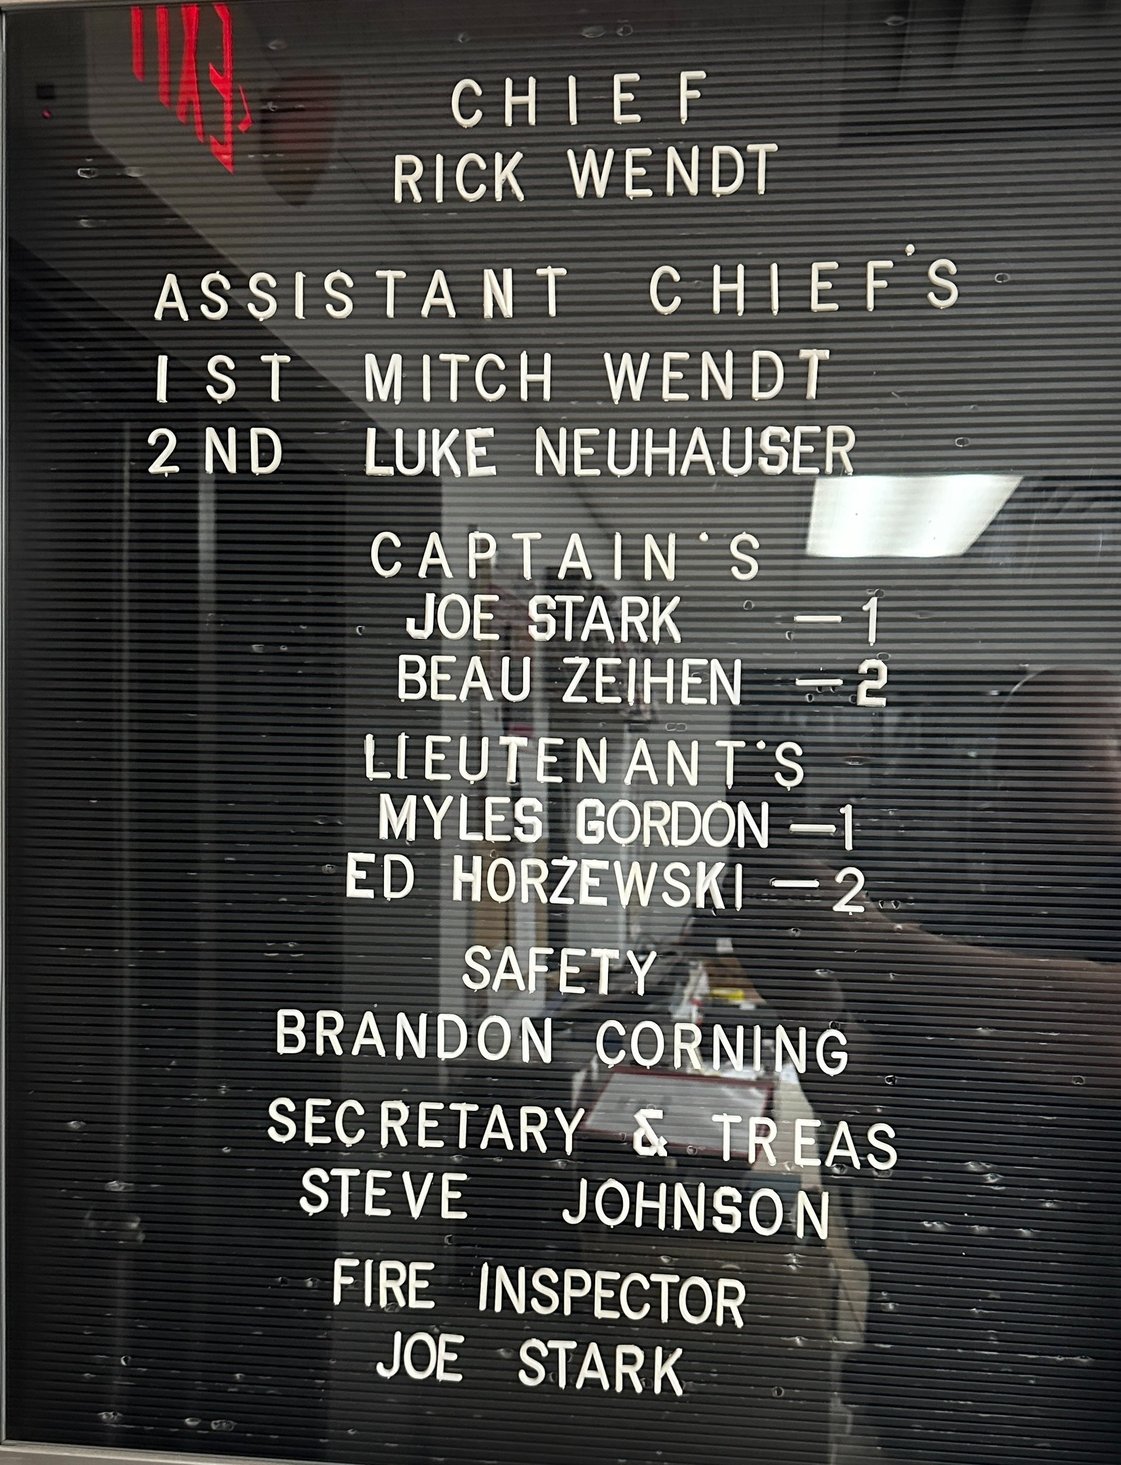 CHIEF
RICK WENDT
ASSISTANT CHIEF'S
1ST MITCH WENDT
2ND LUKE NEUHAUSER
CAPTAIN'S
JOE STARK -1
BEAU ZEIHEN -2
LIEUTENANT'S
MYLES GORDON -1
ED HORZEWSKI -2
SAFETY
BRANDON CORNING
SECRETARY & TREAS
STEVE JOHNSON
FIRE INSPECTOR
JOE STARK